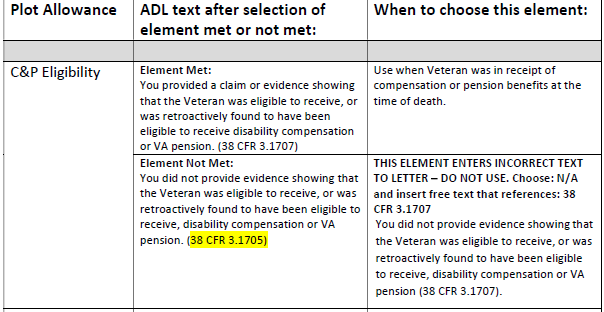 Plot Allowance
ADL text after selection of
element met or not met:
When to choose this element:
C&P Eligibility
Element Met:
You provided a claim or evidence showing
that the Veteran was eligible to receive, or
was retroactively found to have been
eligible to receive disability compensation
or VA pension. (38 CFR 3.1707)
Use when Veteran was in receipt of
compensation or pension benefits at the
time of death.
Element Not Met:
You did not provide evidence showing that
the Veteran was eligible to receive, or was
retroactively found to have been eligible to
receive, disability compensation or VA
pension. (38 CFR 3.1705)
THIS ELEMENT ENTERS INCORRECT TEXT
TO LETTER – DO NOT USE. Choose: N/A
and insert free text that references: 38
CFR 3.1707
You did not provide evidence showing that
the Veteran was eligible to receive, or was
retroactively found to have been eligible
to receive, disability compensation or VA
pension (38 CFR 3.1707).